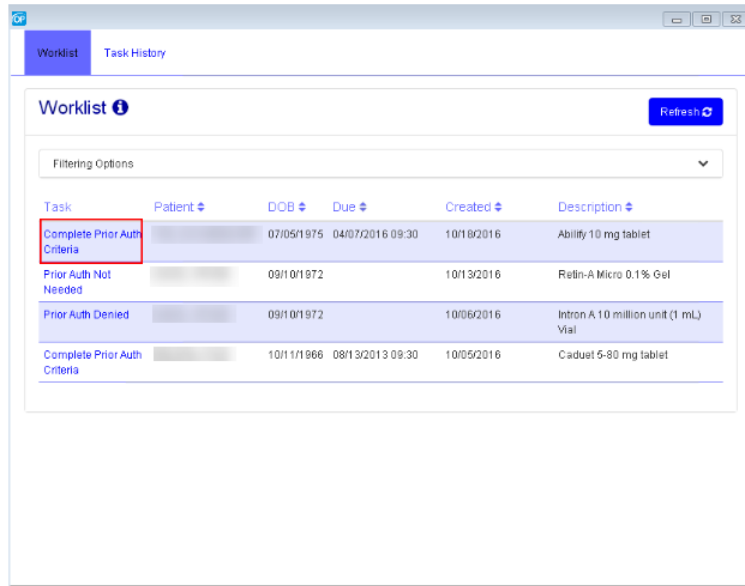 OP
Worklist Task History
Worklist
Refresh
Filtering Options
Task Patient DOB Due Created Description
Complete Prior Auth 07/05/1975 04/07/2016 09:30 10/18/2016 Abilify 10 mg tablet
Criteria
Prior Auth Not 09/10/1972 10/13/2016 Retin-A Micro 0.1% Gel
Needed
Prior Auth Denied 09/10/1972 10/06/2016 Intron A 10 million unit (1 mL)
Vial
Complete Prior Auth 10/11/1966 08/13/2013 09:30 10/05/2016 Caduet 5-80 mg tablet
Criteria